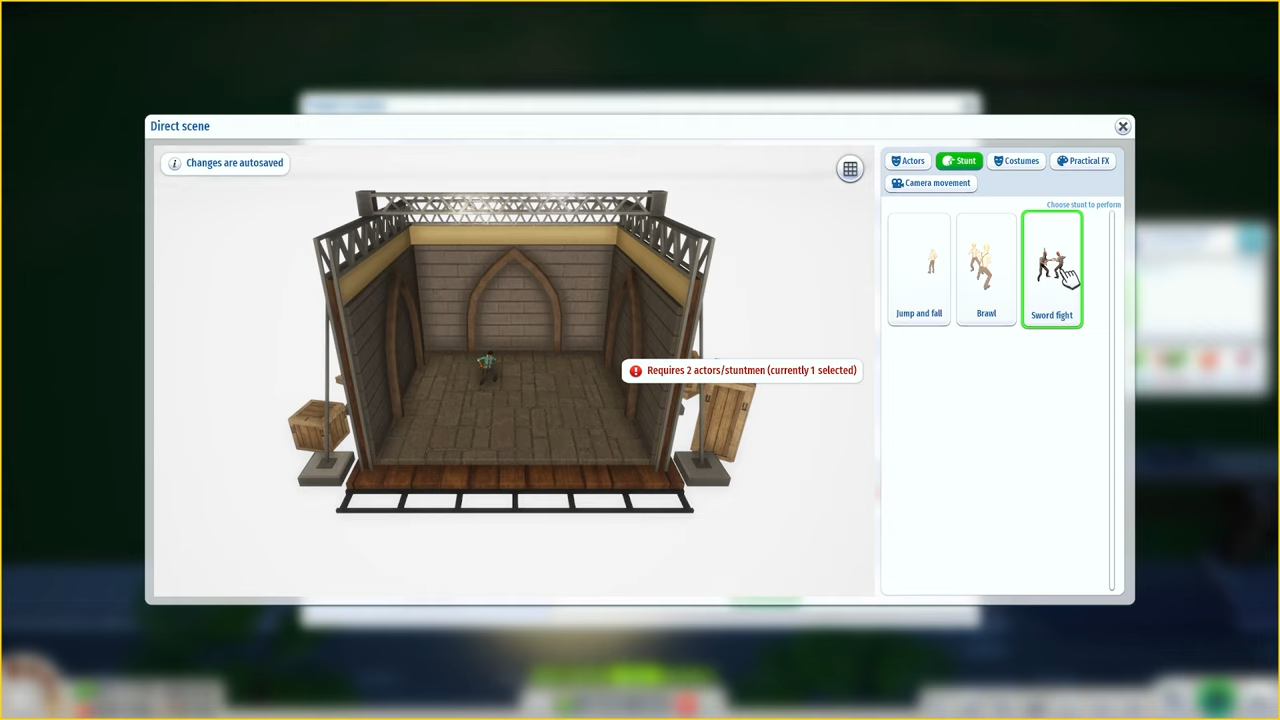 Direct scene
Changes are autosaved
Actors
Stunt
Costumes
Practical FX
Camera movement
Choose stunt to perform
Jump and fall
Brawl
Sword fight
Requires 2 actors/stuntmen (currently 1 selected)